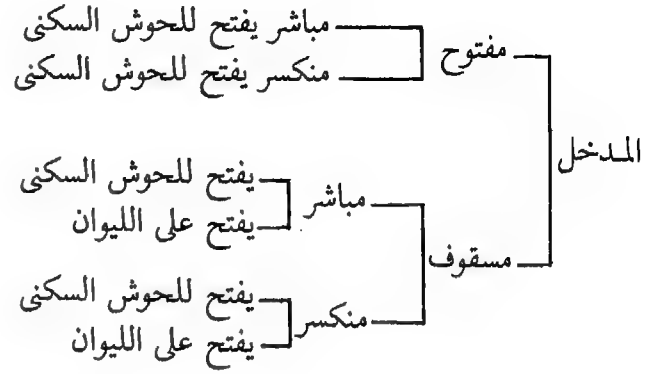 مباشر يفتح للحوش السكنى
مفتوح
منكسر يفتح للحوش السكنى
المدخل
يفتح للحوش السكنى
مباشر
يفتح على الليوان
مسقوف
يفتح للحوش السكنى
منكسر
يفتح على الليوان